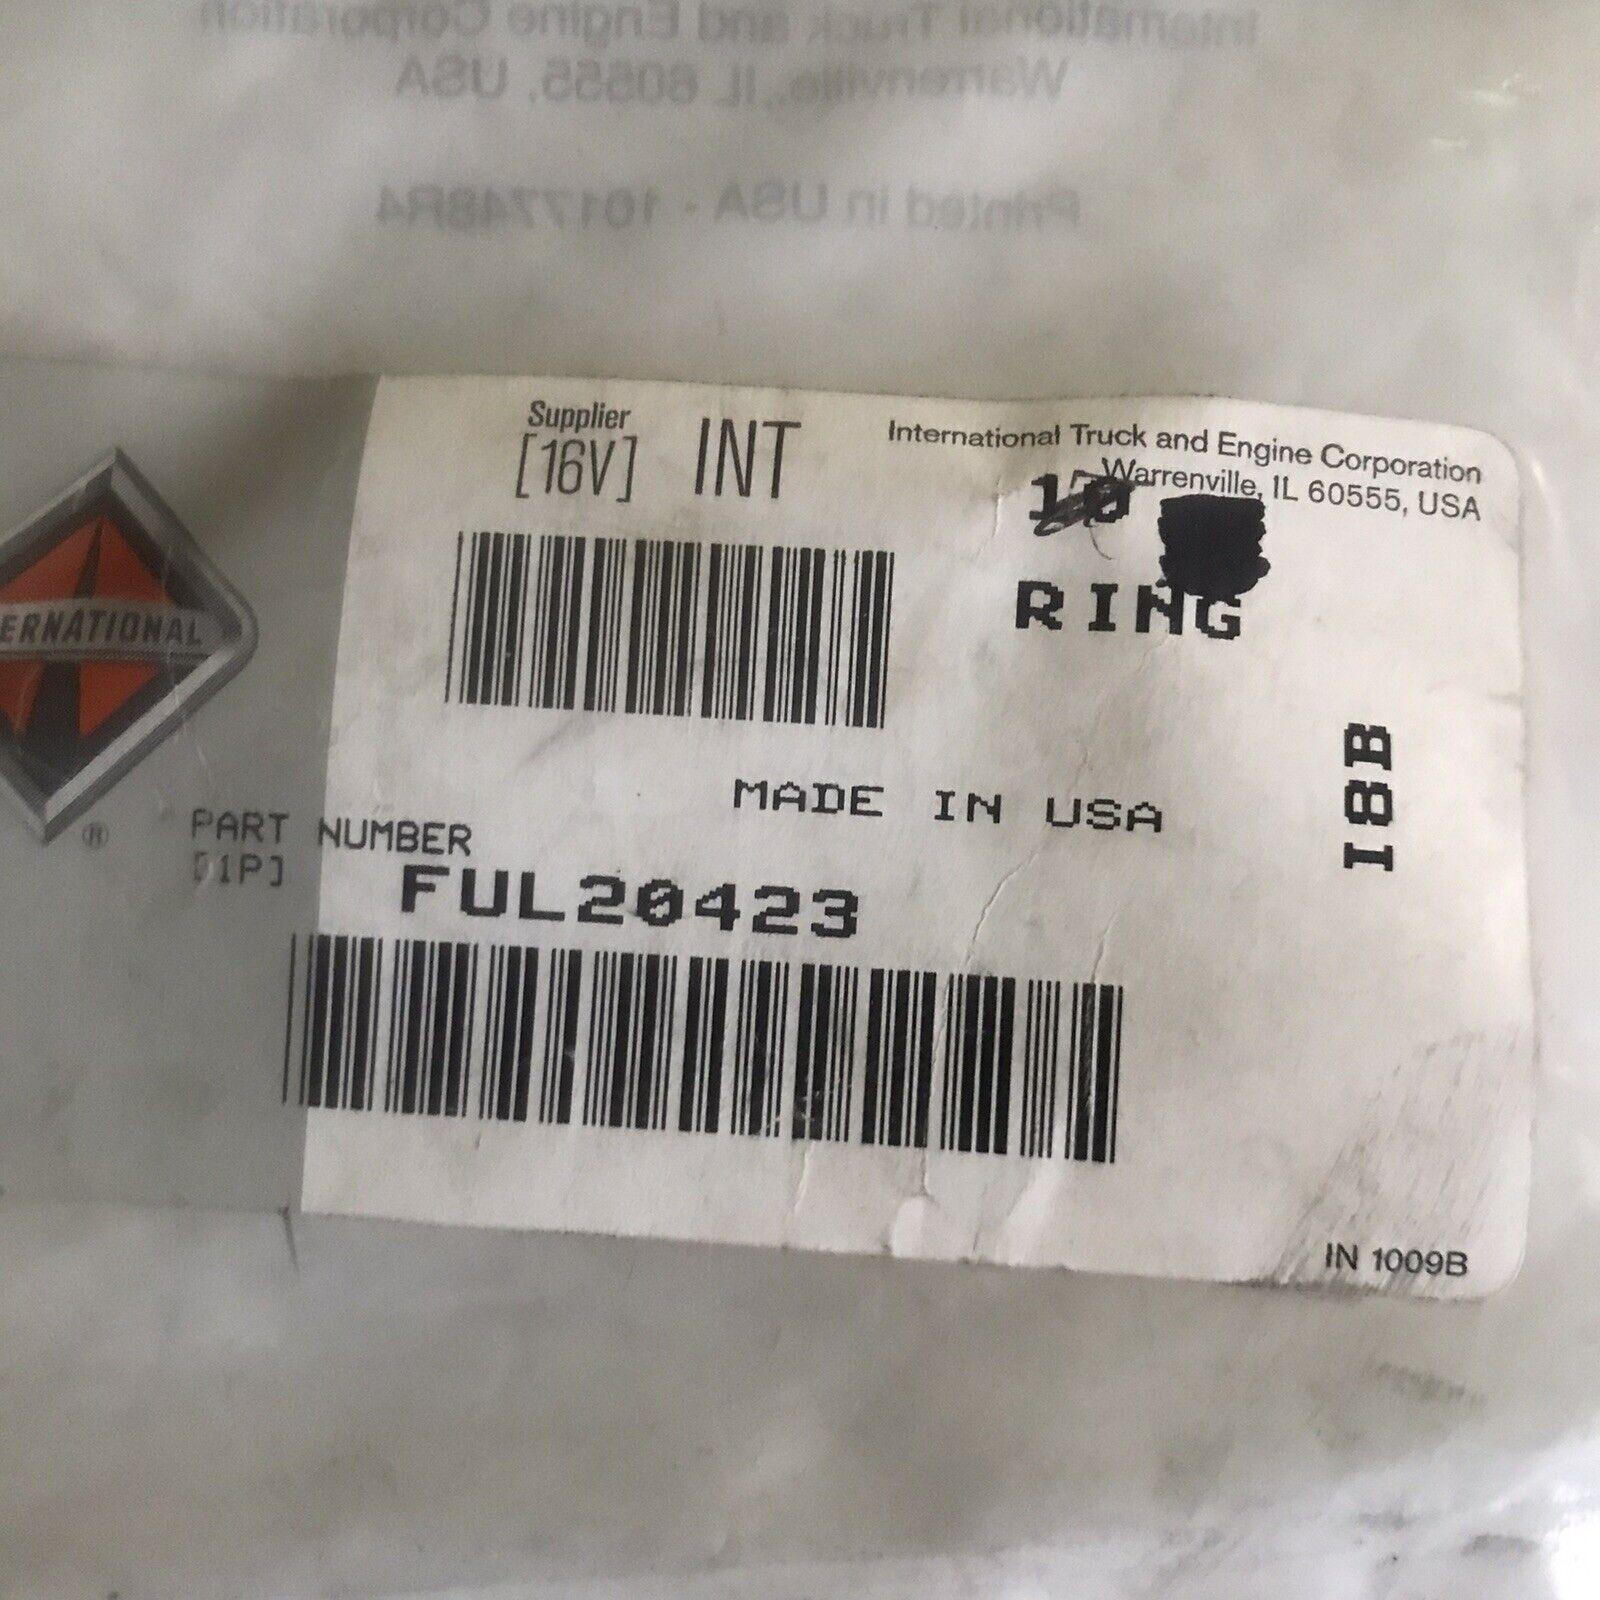 International Truck and Engine Corporation
Warrenville, IL 60555, USA
Printed in USA · 1017748R4
Supplier
[16V] INT
International Truck and Engine Corporation
Warrenville, IL 60555, USA
10
RING
ERNATIONAL
®
MADE IN USA
I8B
PART NUMBER
[1P]
FUL20423
IN 1009B